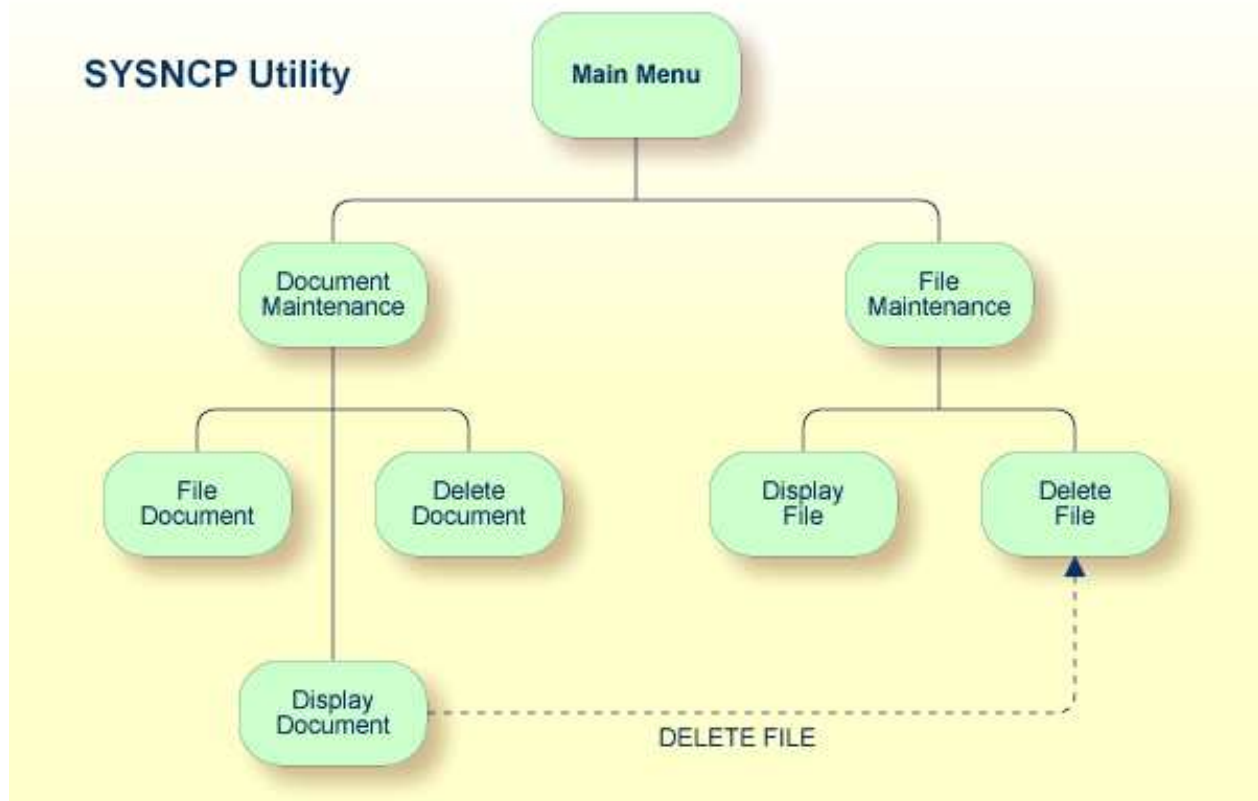 SYSNCP Utility
Main Menu
Document
Maintenance
File
Maintenance
File
Document
Delete
Document
Display
File
Delete
File
Display
Document
DELETE FILE